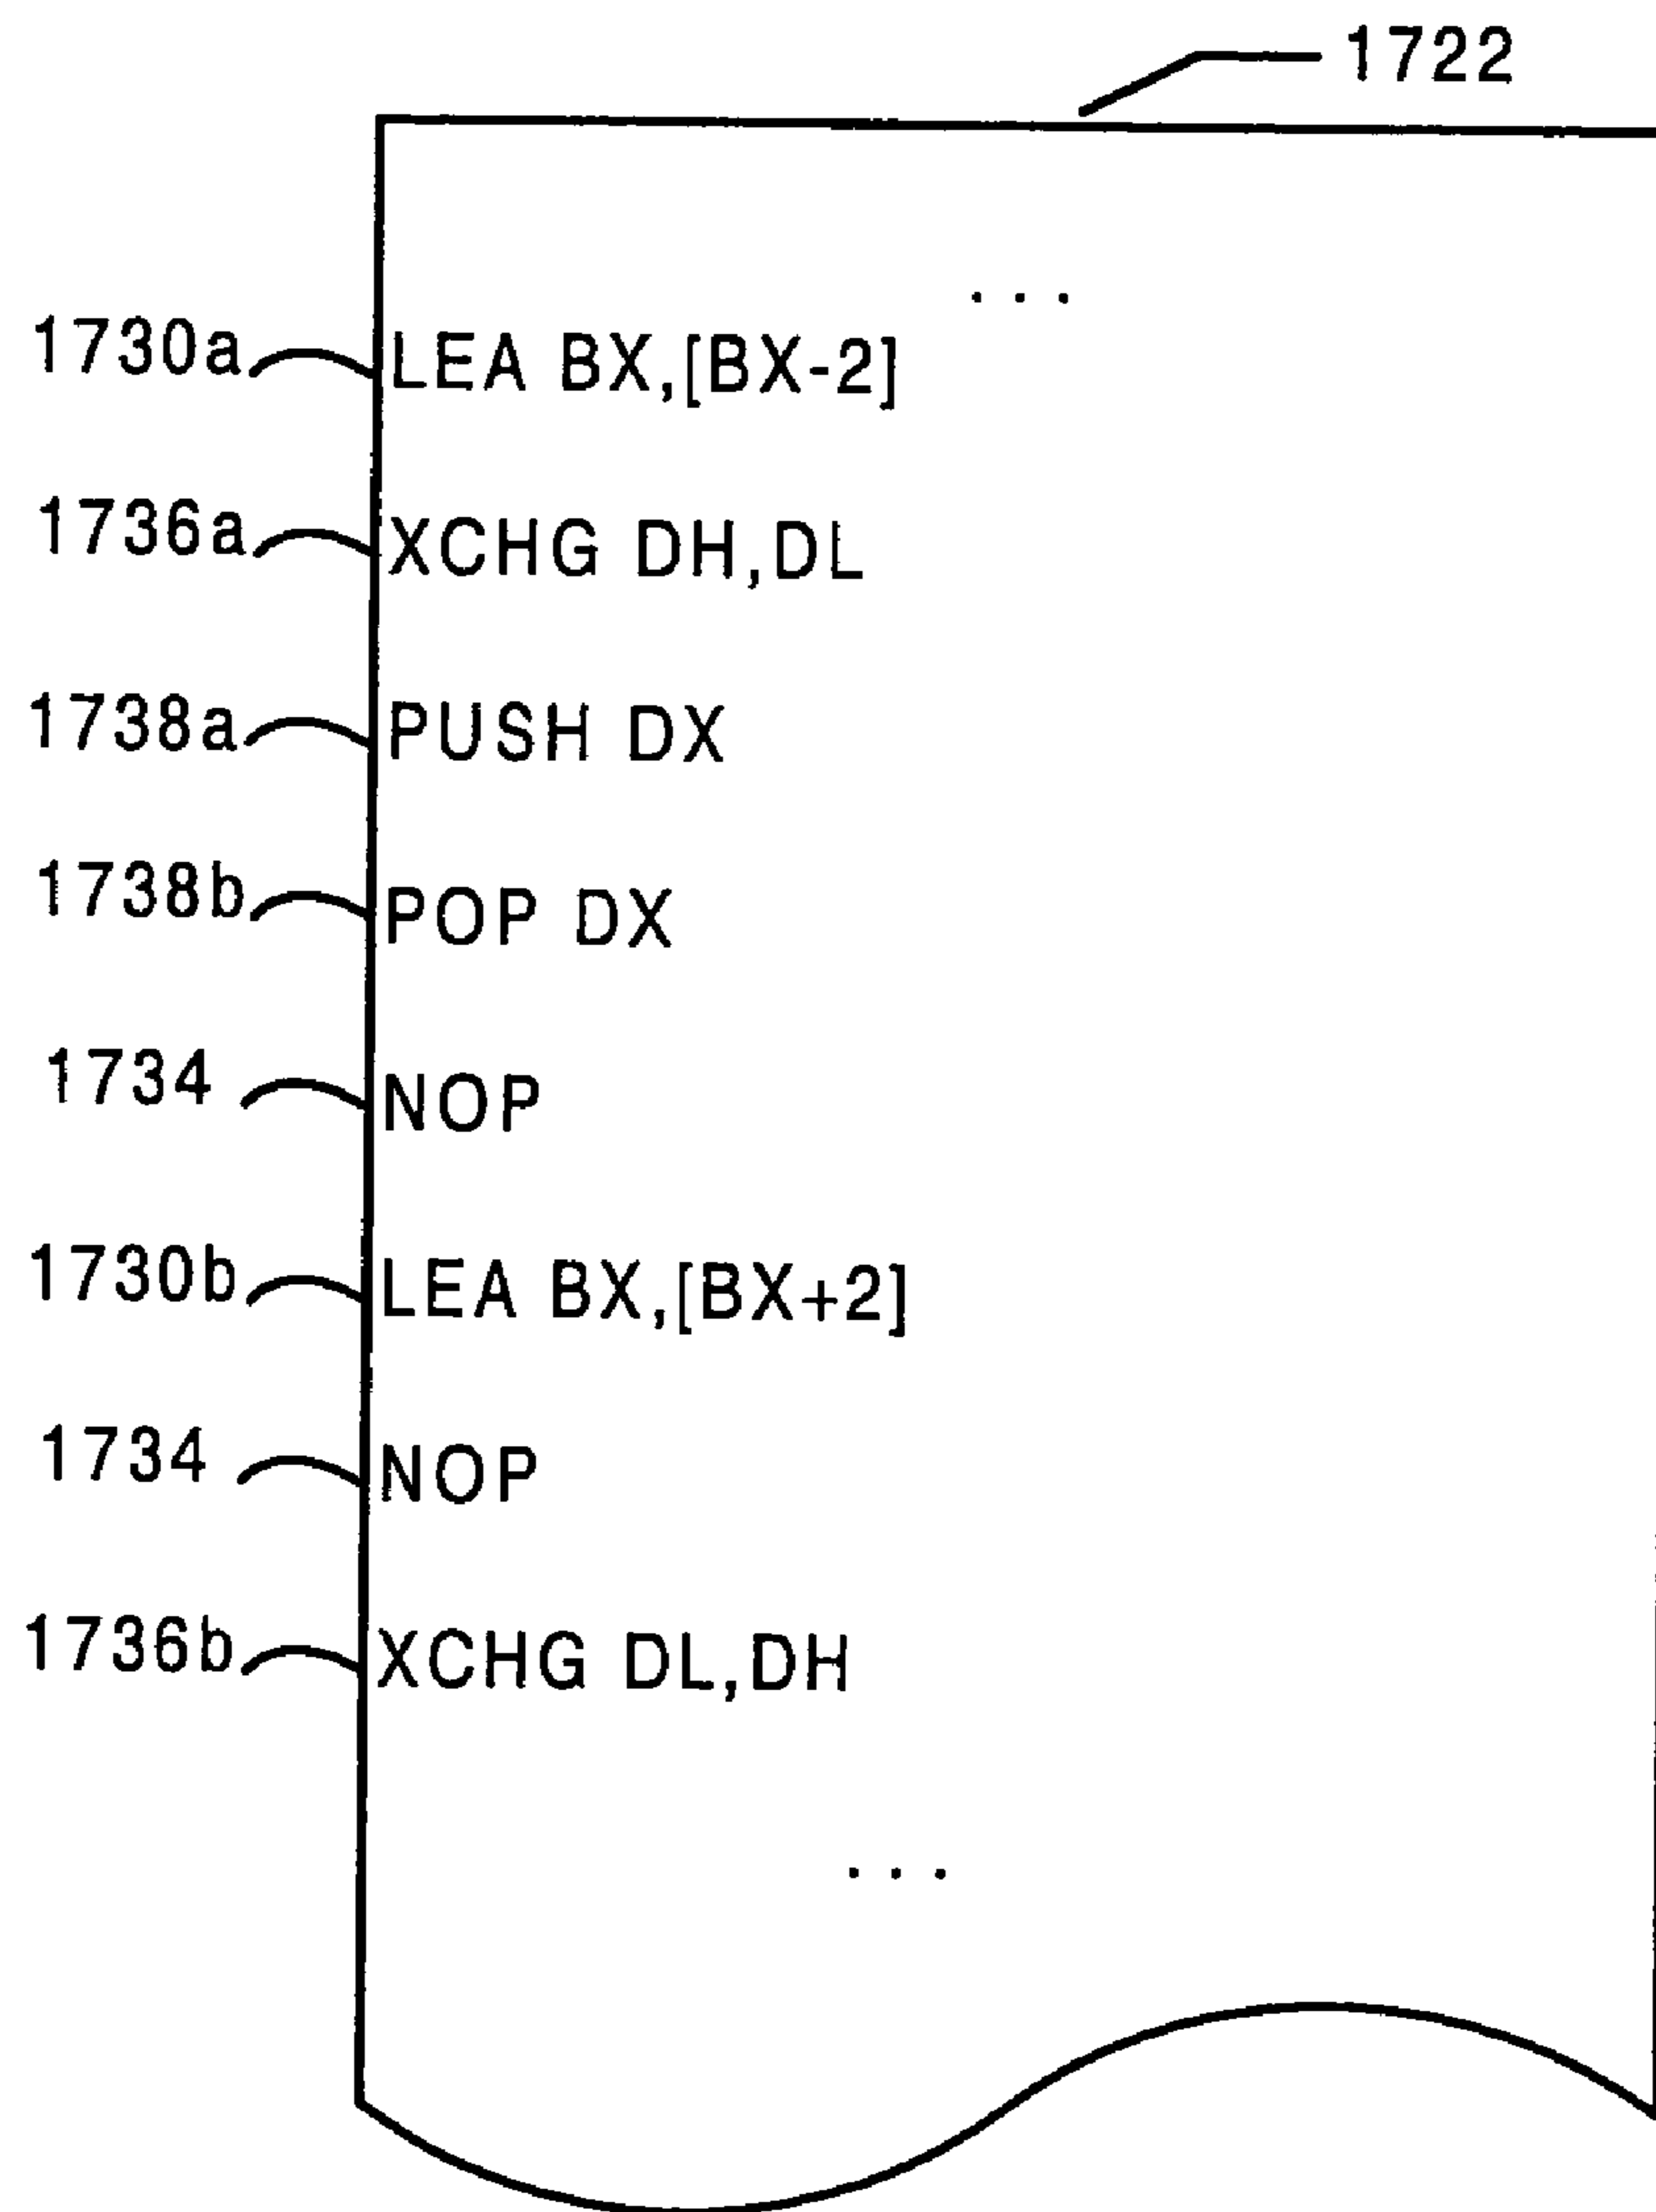 1722
...
1730a LEA BX,[BX-2]
1736a XCHG DH,DL
1738a PUSH DX
1738b POP DX
1734 NOP
1730b LEA BX,[BX+2]
1734 NOP
1736b XCHG DL,DH
...